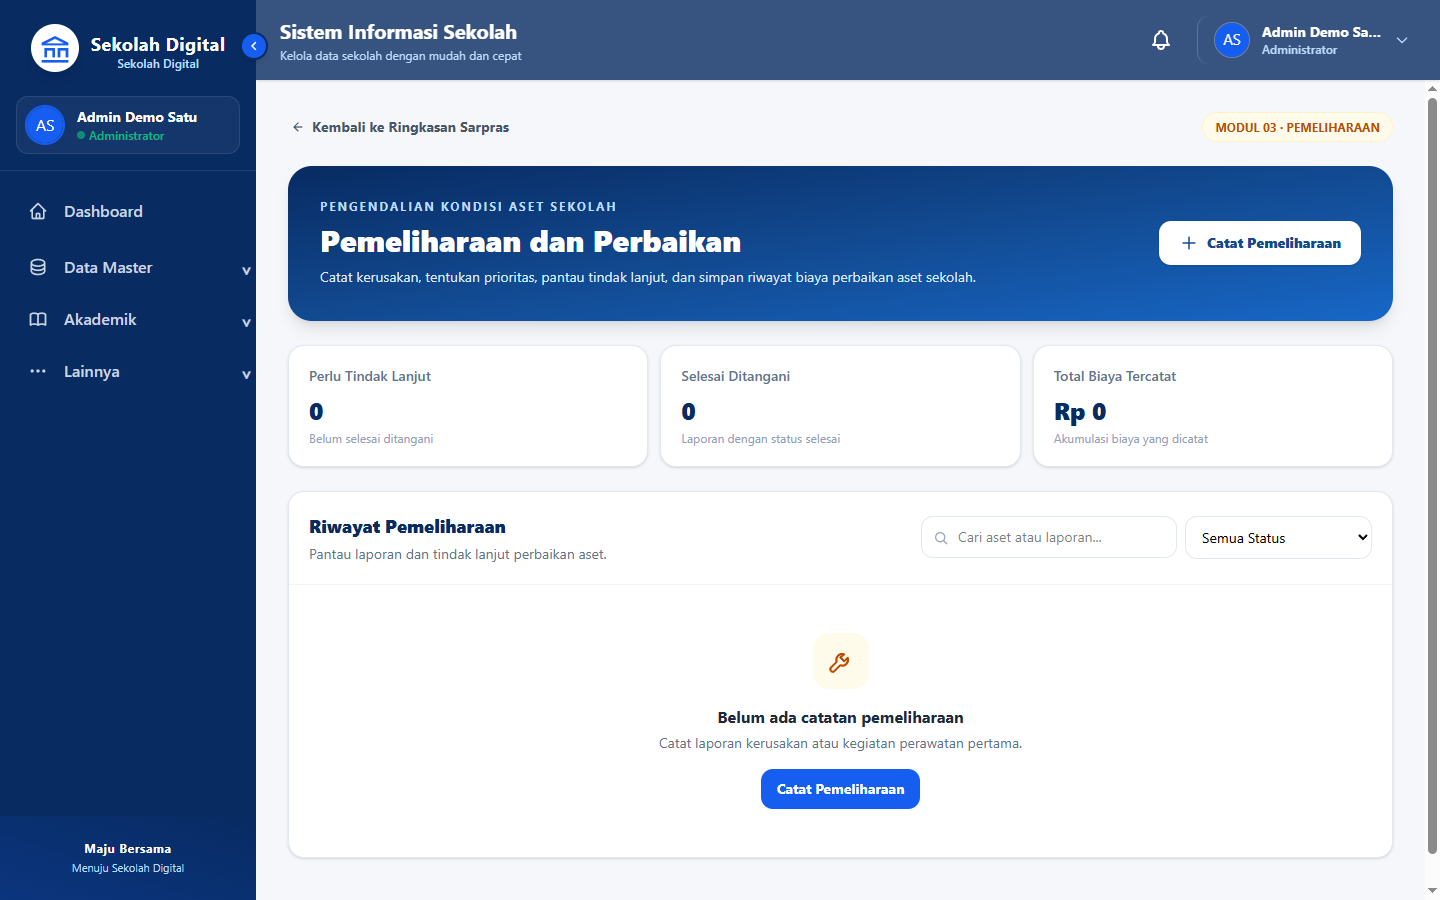 Sekolah Digital
Sekolah Digital
AS
Admin Demo Satu
Administrator
Dashboard
Data Master
Akademik
Lainnya
Maju Bersama
Menuju Sekolah Digital
Sistem Informasi Sekolah
Kelola data sekolah dengan mudah dan cepat
AS
Admin Demo Sa...
Administrator
Kembali ke Ringkasan Sarpras
MODUL 03 · PEMELIHARAAN
PENGENDALIAN KONDISI ASET SEKOLAH
Pemeliharaan dan Perbaikan
Catat kerusakan, tentukan prioritas, pantau tindak lanjut, dan simpan riwayat biaya perbaikan aset sekolah.
Catat Pemeliharaan
Perlu Tindak Lanjut
0
Belum selesai ditangani
Selesai Ditangani
0
Laporan dengan status selesai
Total Biaya Tercatat
Rp 0
Akumulasi biaya yang dicatat
Riwayat Pemeliharaan
Pantau laporan dan tindak lanjut perbaikan aset.
Cari aset atau laporan...
Semua Status
Belum ada catatan pemeliharaan
Catat laporan kerusakan atau kegiatan perawatan pertama.
Catat Pemeliharaan